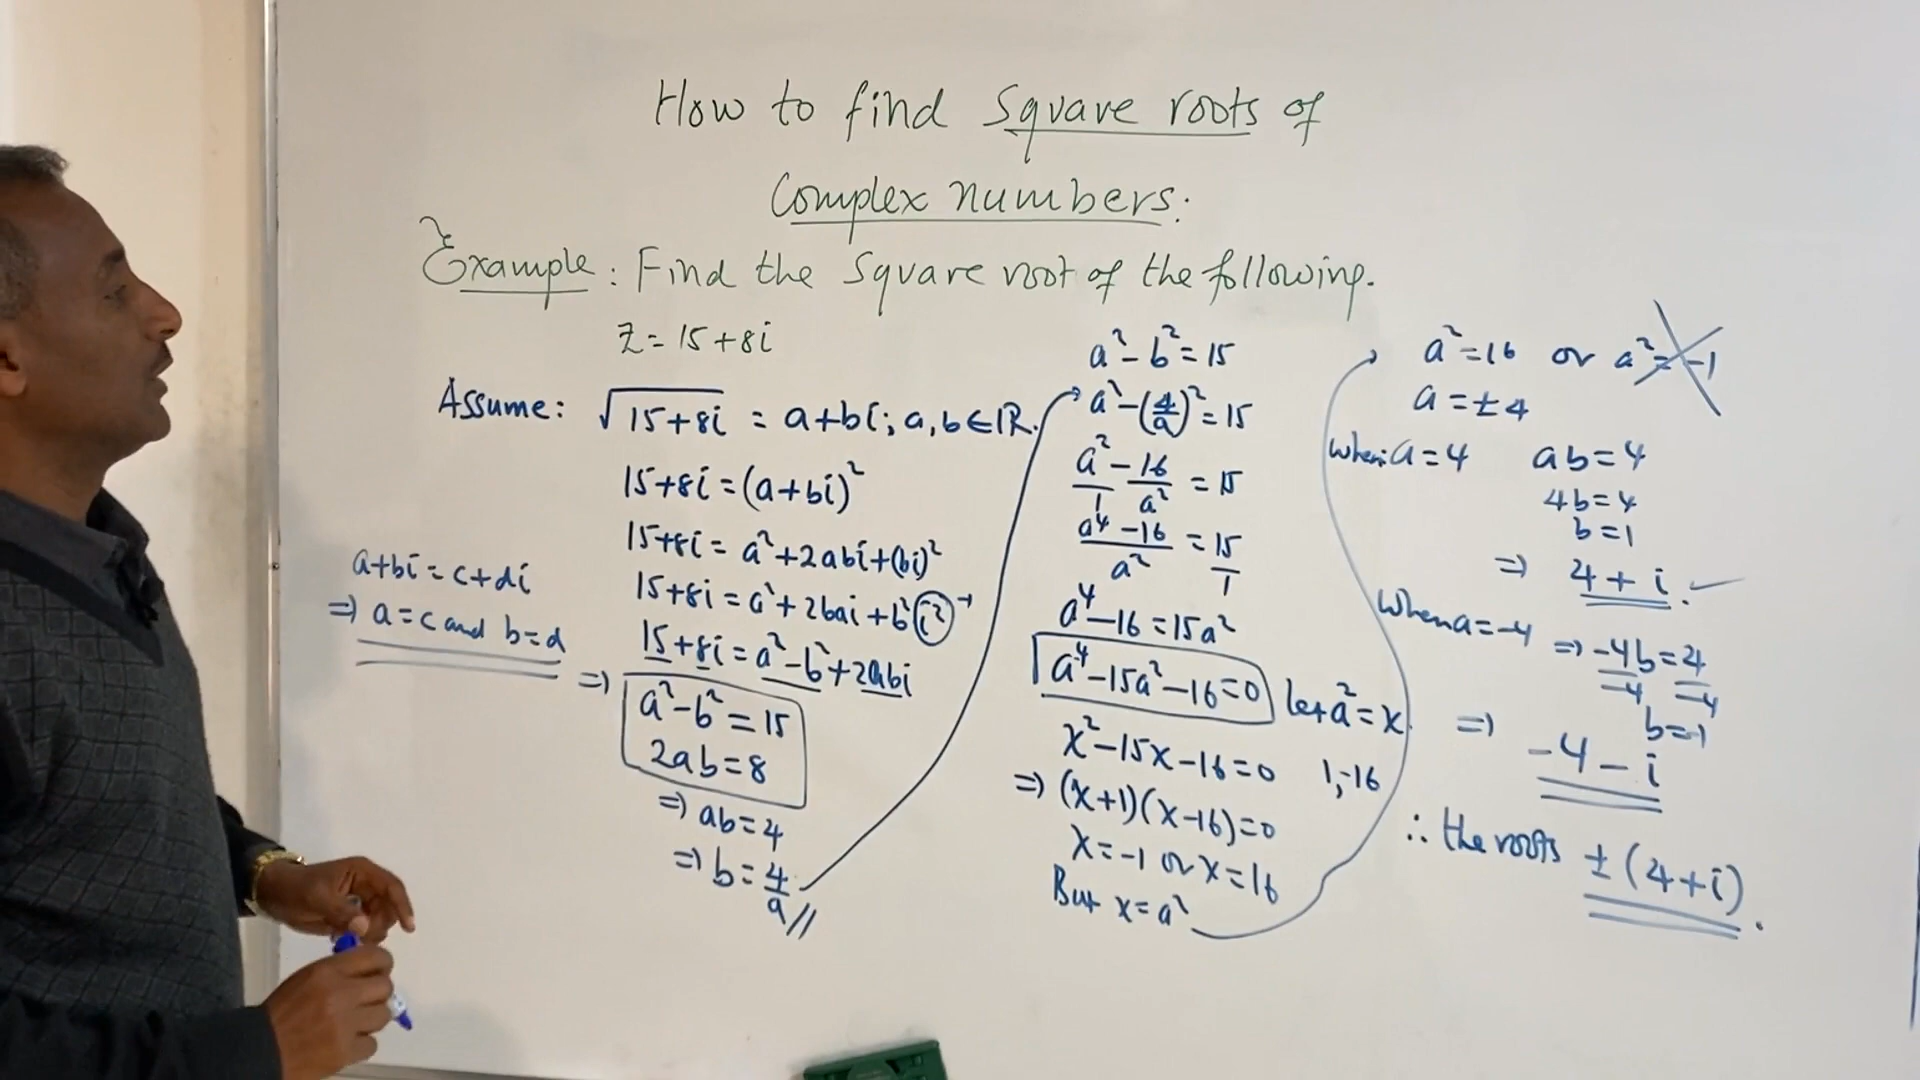 How to find Square roots of
Complex numbers.
Example: Find the Square root of the following.
z = 15+8i
Assume: √(15+8i) = a+bi; a, b ∈ IR.
15+8i = (a+bi)²
15+8i = a²+2abi+(bi)²
15+8i = a²+2bai+b²(i²)
15+8i = a²-b²+2abi
a+bi = c+di
⇒ a=c and b=d
⇒ a²-b² = 15
2ab = 8
⇒ ab = 4
⇒ b = 4/a //
a²-b² = 15
a²-(4/a)² = 15
a²/1 - 16/a² = 15
(a⁴-16)/a² = 15/1
a⁴-16 = 15a²
a⁴-15a²-16=0 let a² = x
x²-15x-16=0 1,-16
⇒ (x+1)(x-16)=0
x=-1 or x=16
But x=a²
a²=16 or a²=-1
a=±4
when a=4 ab=4
4b=4
b=1
⇒ 4+i.
When a=-4 ⇒ -4b/-4 = 4/-4
b=-1
⇒ -4-i
∴ the roots ±(4+i).